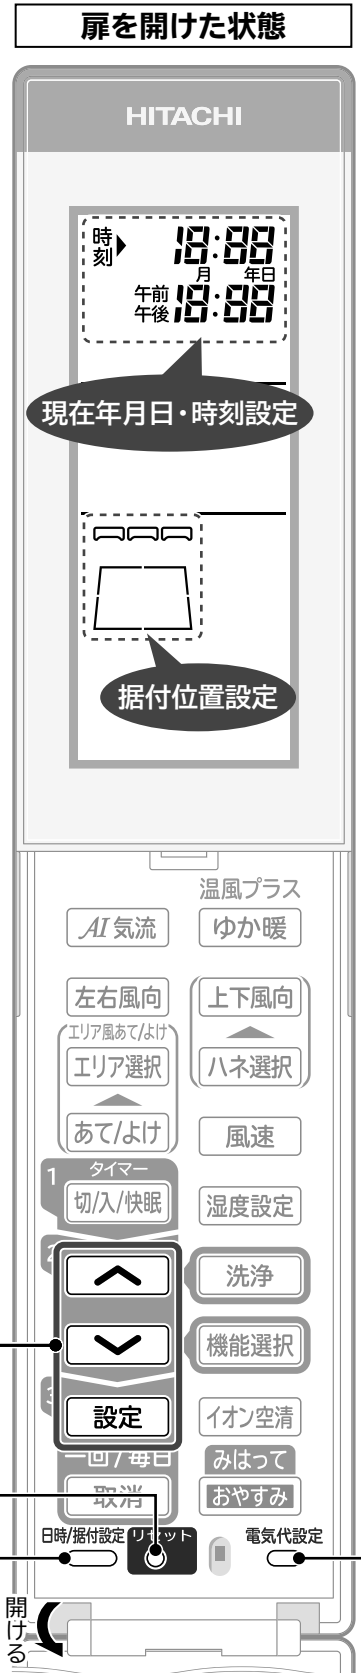 扉を開けた状態
HITACHI
時刻
18:88
月 年日
午前
午後
18:88
現在年月日・時刻設定
据付位置設定
温風プラス
AI 気流
ゆか暖
左右風向
上下風向
エリア風あて/よけ
エリア選択
ハネ選択
あて/よけ
風速
1
タイマー
切/入/快眠
湿度設定
2
洗浄
機能選択
3
設定
イオン空清
一回/毎日
みはって
取消
おやすみ
日時/据付設定
リセット
電気代設定
開ける